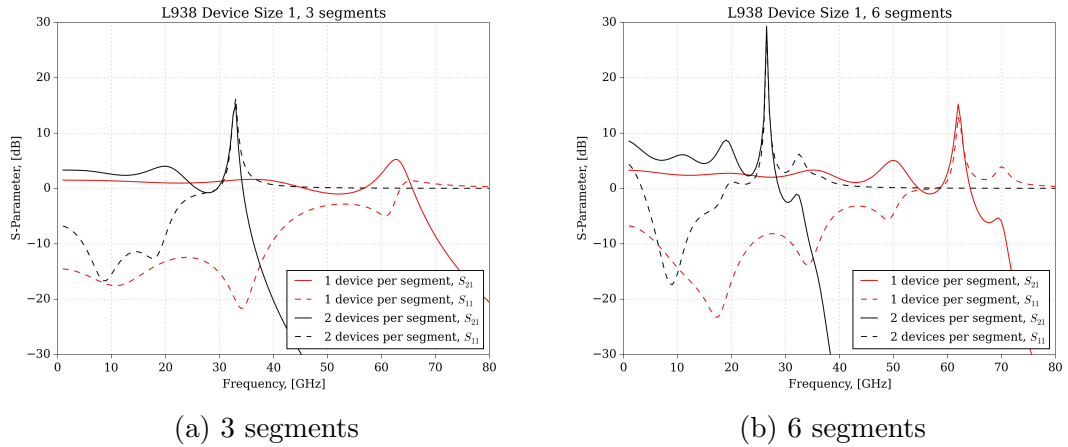 L938 Device Size 1, 3 segments
S-Parameter, [dB]
30
20
10
0
−10
−20
−30
0 10 20 30 40 50 60 70 80
Frequency, [GHz]
1 device per segment, S21
1 device per segment, S11
2 devices per segment, S21
2 devices per segment, S11
(a) 3 segments
L938 Device Size 1, 6 segments
S-Parameter, [dB]
30
20
10
0
−10
−20
−30
0 10 20 30 40 50 60 70 80
Frequency, [GHz]
1 device per segment, S21
1 device per segment, S11
2 devices per segment, S21
2 devices per segment, S11
(b) 6 segments